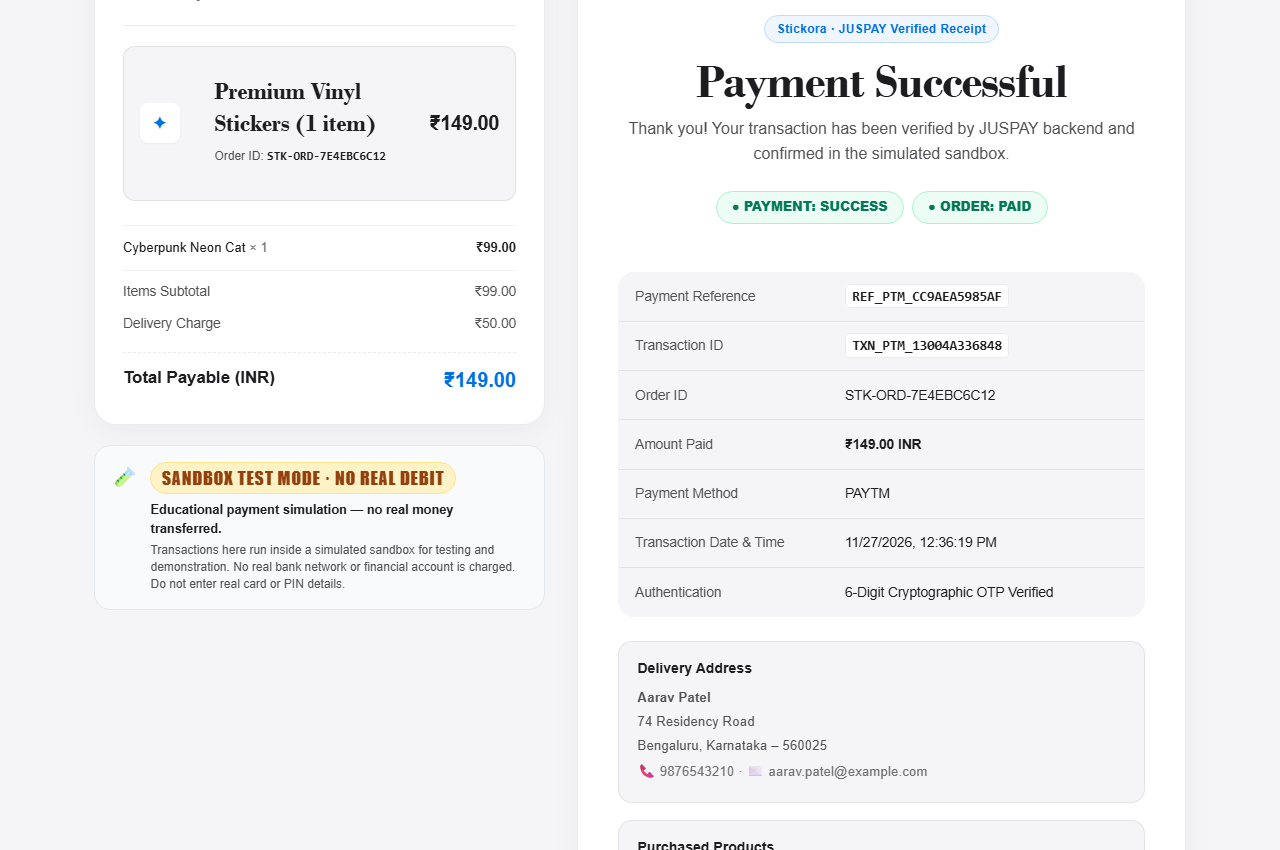 Premium Vinyl
Stickers (1 item)
₹149.00
Order ID: STK-ORD-7E4EBC6C12
Cyberpunk Neon Cat × 1
₹99.00
Items Subtotal
₹99.00
Delivery Charge
₹50.00
Total Payable (INR)
₹149.00
SANDBOX TEST MODE · NO REAL DEBIT
Educational payment simulation — no real money
transferred.
Transactions here run inside a simulated sandbox for testing and
demonstration. No real bank network or financial account is charged.
Do not enter real card or PIN details.
Stickora · JUSPAY Verified Receipt
Payment Successful
Thank you! Your transaction has been verified by JUSPAY backend and
confirmed in the simulated sandbox.
● PAYMENT: SUCCESS
● ORDER: PAID
Payment Reference
REF_PTM_CC9AEA5985AF
Transaction ID
TXN_PTM_13004A336848
Order ID
STK-ORD-7E4EBC6C12
Amount Paid
₹149.00 INR
Payment Method
PAYTM
Transaction Date & Time
11/27/2026, 12:36:19 PM
Authentication
6-Digit Cryptographic OTP Verified
Delivery Address
Aarav Patel
74 Residency Road
Bengaluru, Karnataka – 560025
9876543210 · aarav.patel@example.com
Purchased Products